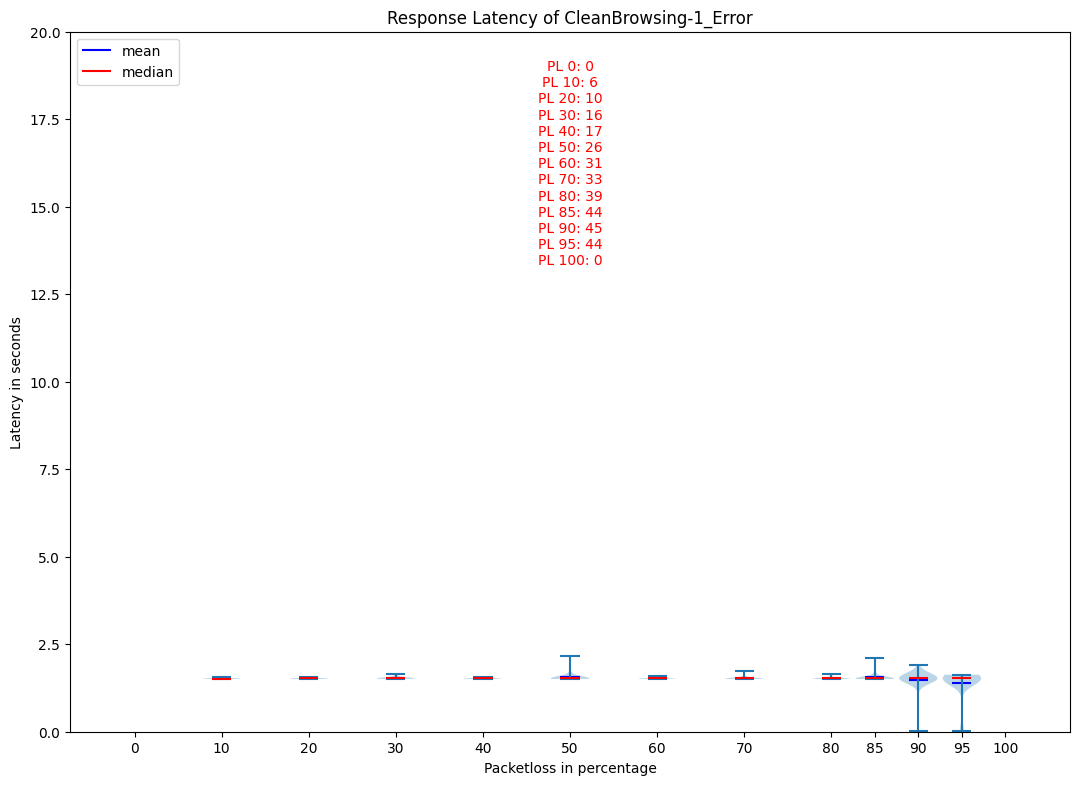 Response Latency of CleanBrowsing-1_Error
mean
median
PL 0: 0
PL 10: 6
PL 20: 10
PL 30: 16
PL 40: 17
PL 50: 26
PL 60: 31
PL 70: 33
PL 80: 39
PL 85: 44
PL 90: 45
PL 95: 44
PL 100: 0
Latency in seconds
20.0
17.5
15.0
12.5
10.0
7.5
5.0
2.5
0.0
0 10 20 30 40 50 60 70 80 85 90 95 100
Packetloss in percentage